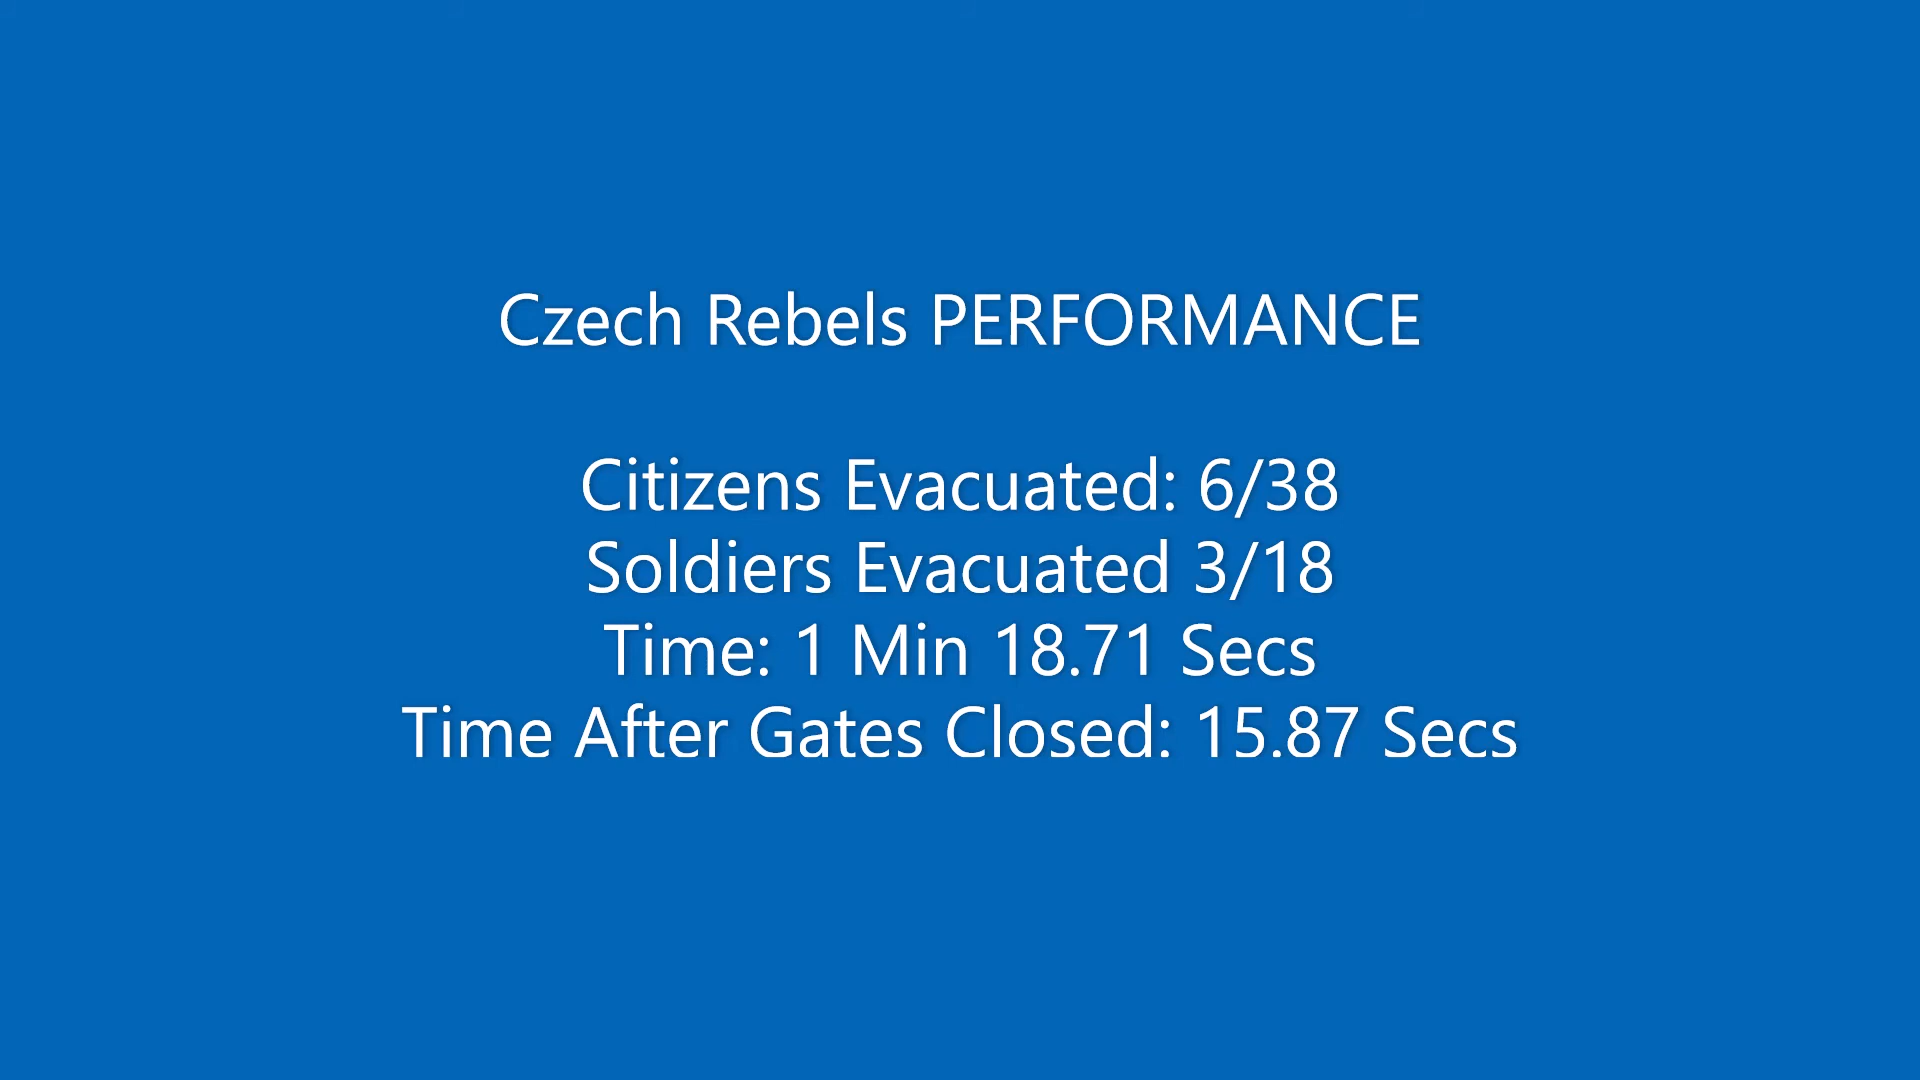 Czech Rebels PERFORMANCE
Citizens Evacuated: 6/38
Soldiers Evacuated 3/18
Time: 1 Min 18.71 Secs
Time After Gates Closed: 15.87 Secs